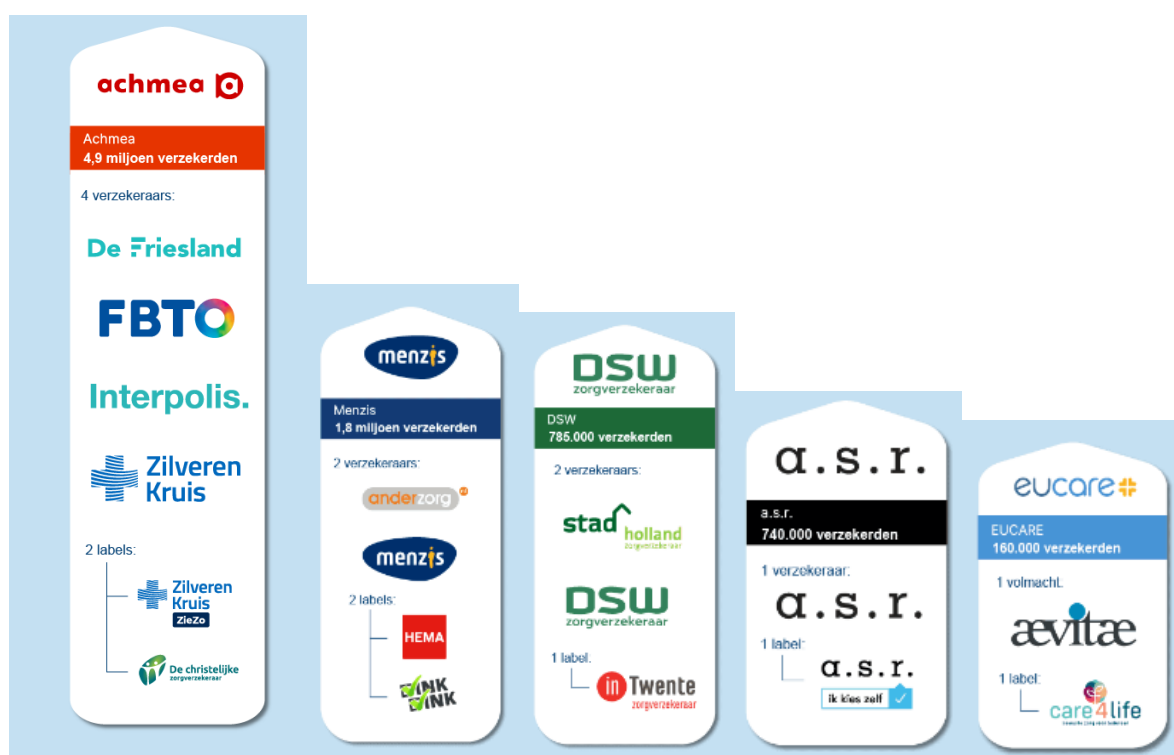 achmea
Achmea
4,9 miljoen verzekerden
4 verzekeraars:
De Friesland
FBTO
Interpolis.
Zilveren
Kruis
2 labels:
Zilveren
Kruis
ZieZo
De christelijke
zorgverzekeraar
menzis
Menzis
1,8 miljoen verzekerden
2 verzekeraars:
anderzorg
menzis
2 labels:
HEMA
VINK
VINK
DSW
zorgverzekeraar
DSW
785.000 verzekerden
2 verzekeraars:
stad
holland
zorgverzekeraar
DSW
zorgverzekeraar
1 label:
in Twente
zorgverzekeraar
a.s.r.
a.s.r.
740.000 verzekerden
1 verzekeraar:
a.s.r.
1 label:
a.s.r.
ik kies zelf
eucare
EUCARE
160.000 verzekerden
1 volmacht:
ævitæ
1 label:
care4life